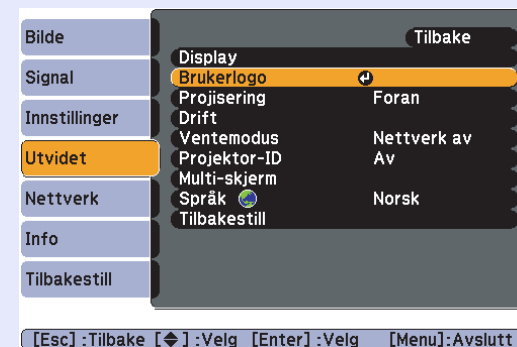 Bilde
Signal
Innstillinger
Utvidet
Nettverk
Info
Tilbakestill
Tilbake
Display
Brukerlogo
Projisering Foran
Drift
Ventemodus Nettverk av
Projektor-ID Av
Multi-skjerm
Språk Norsk
Tilbakestill
[Esc] :Tilbake [◆] :Velg [Enter] :Velg [Menu] :Avslutt